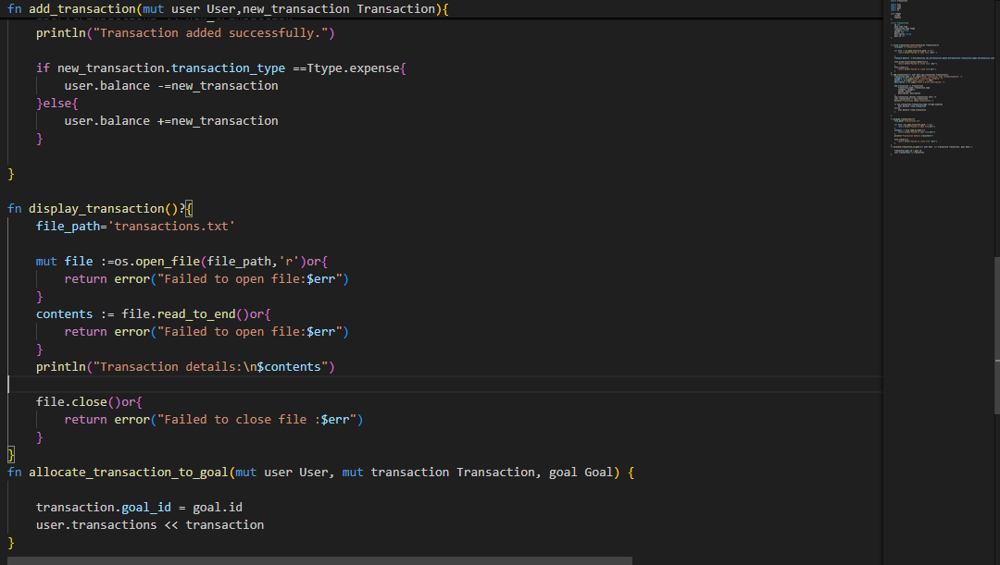 fn add_transaction(mut user User,new_transaction Transaction){
println("Transaction added successfully.")
if new_transaction.transaction_type ==Ttype.expense{
user.balance -=new_transaction
}else{
user.balance +=new_transaction
}
}
fn display_transaction()?{
file_path='transactions.txt'
mut file :=os.open_file(file_path,'r')or{
return error("Failed to open file:$err")
}
contents := file.read_to_end()or{
return error("Failed to open file:$err")
}
println("Transaction details:\n$contents")
file.close()or{
return error("Failed to close file :$err")
}
}
fn allocate_transaction_to_goal(mut user User, mut transaction Transaction, goal Goal) {
transaction.goal_id = goal.id
user.transactions << transaction
}